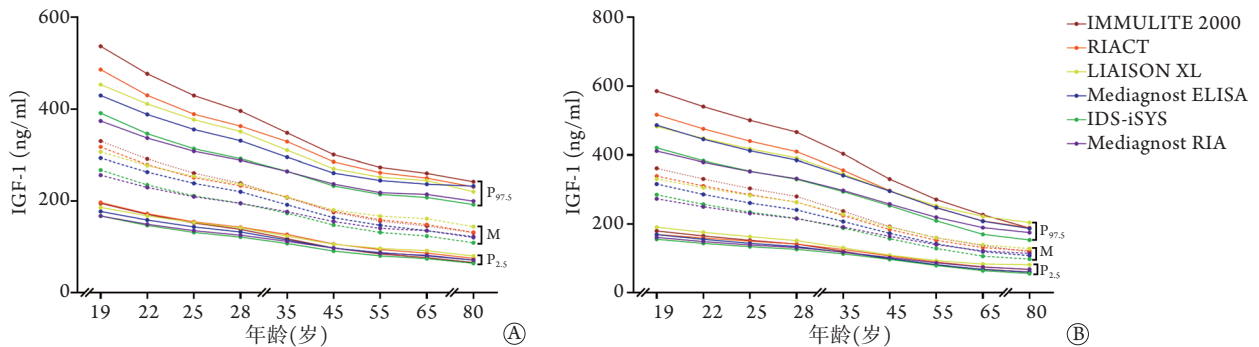 IGF-1 (ng/ml)
600
400
200
0
P97.5
M
P2.5
19 22 25 28 35 45 55 65 80
年龄(岁)
Ⓐ
IGF-1 (ng/ml)
800
600
400
200
0
P97.5
M
P2.5
19 22 25 28 35 45 55 65 80
年龄(岁)
Ⓑ
IMMULITE 2000
RIACT
LIAISON XL
Mediagnost ELISA
IDS-iSYS
Mediagnost RIA